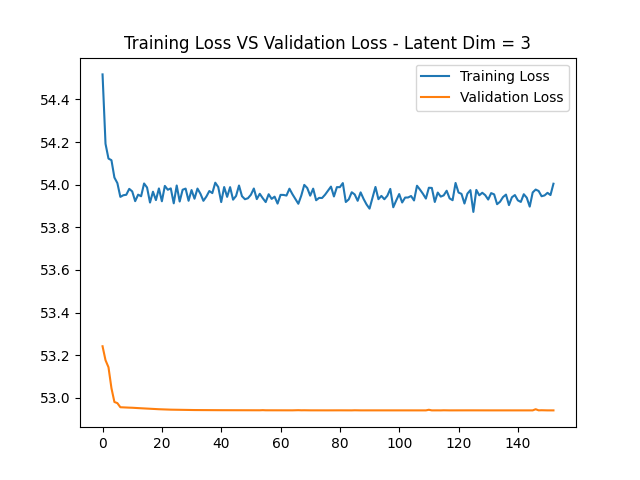 Training Loss VS Validation Loss - Latent Dim = 3
Training Loss
Validation Loss
54.4
54.2
54.0
53.8
53.6
53.4
53.2
53.0
0 20 40 60 80 100 120 140